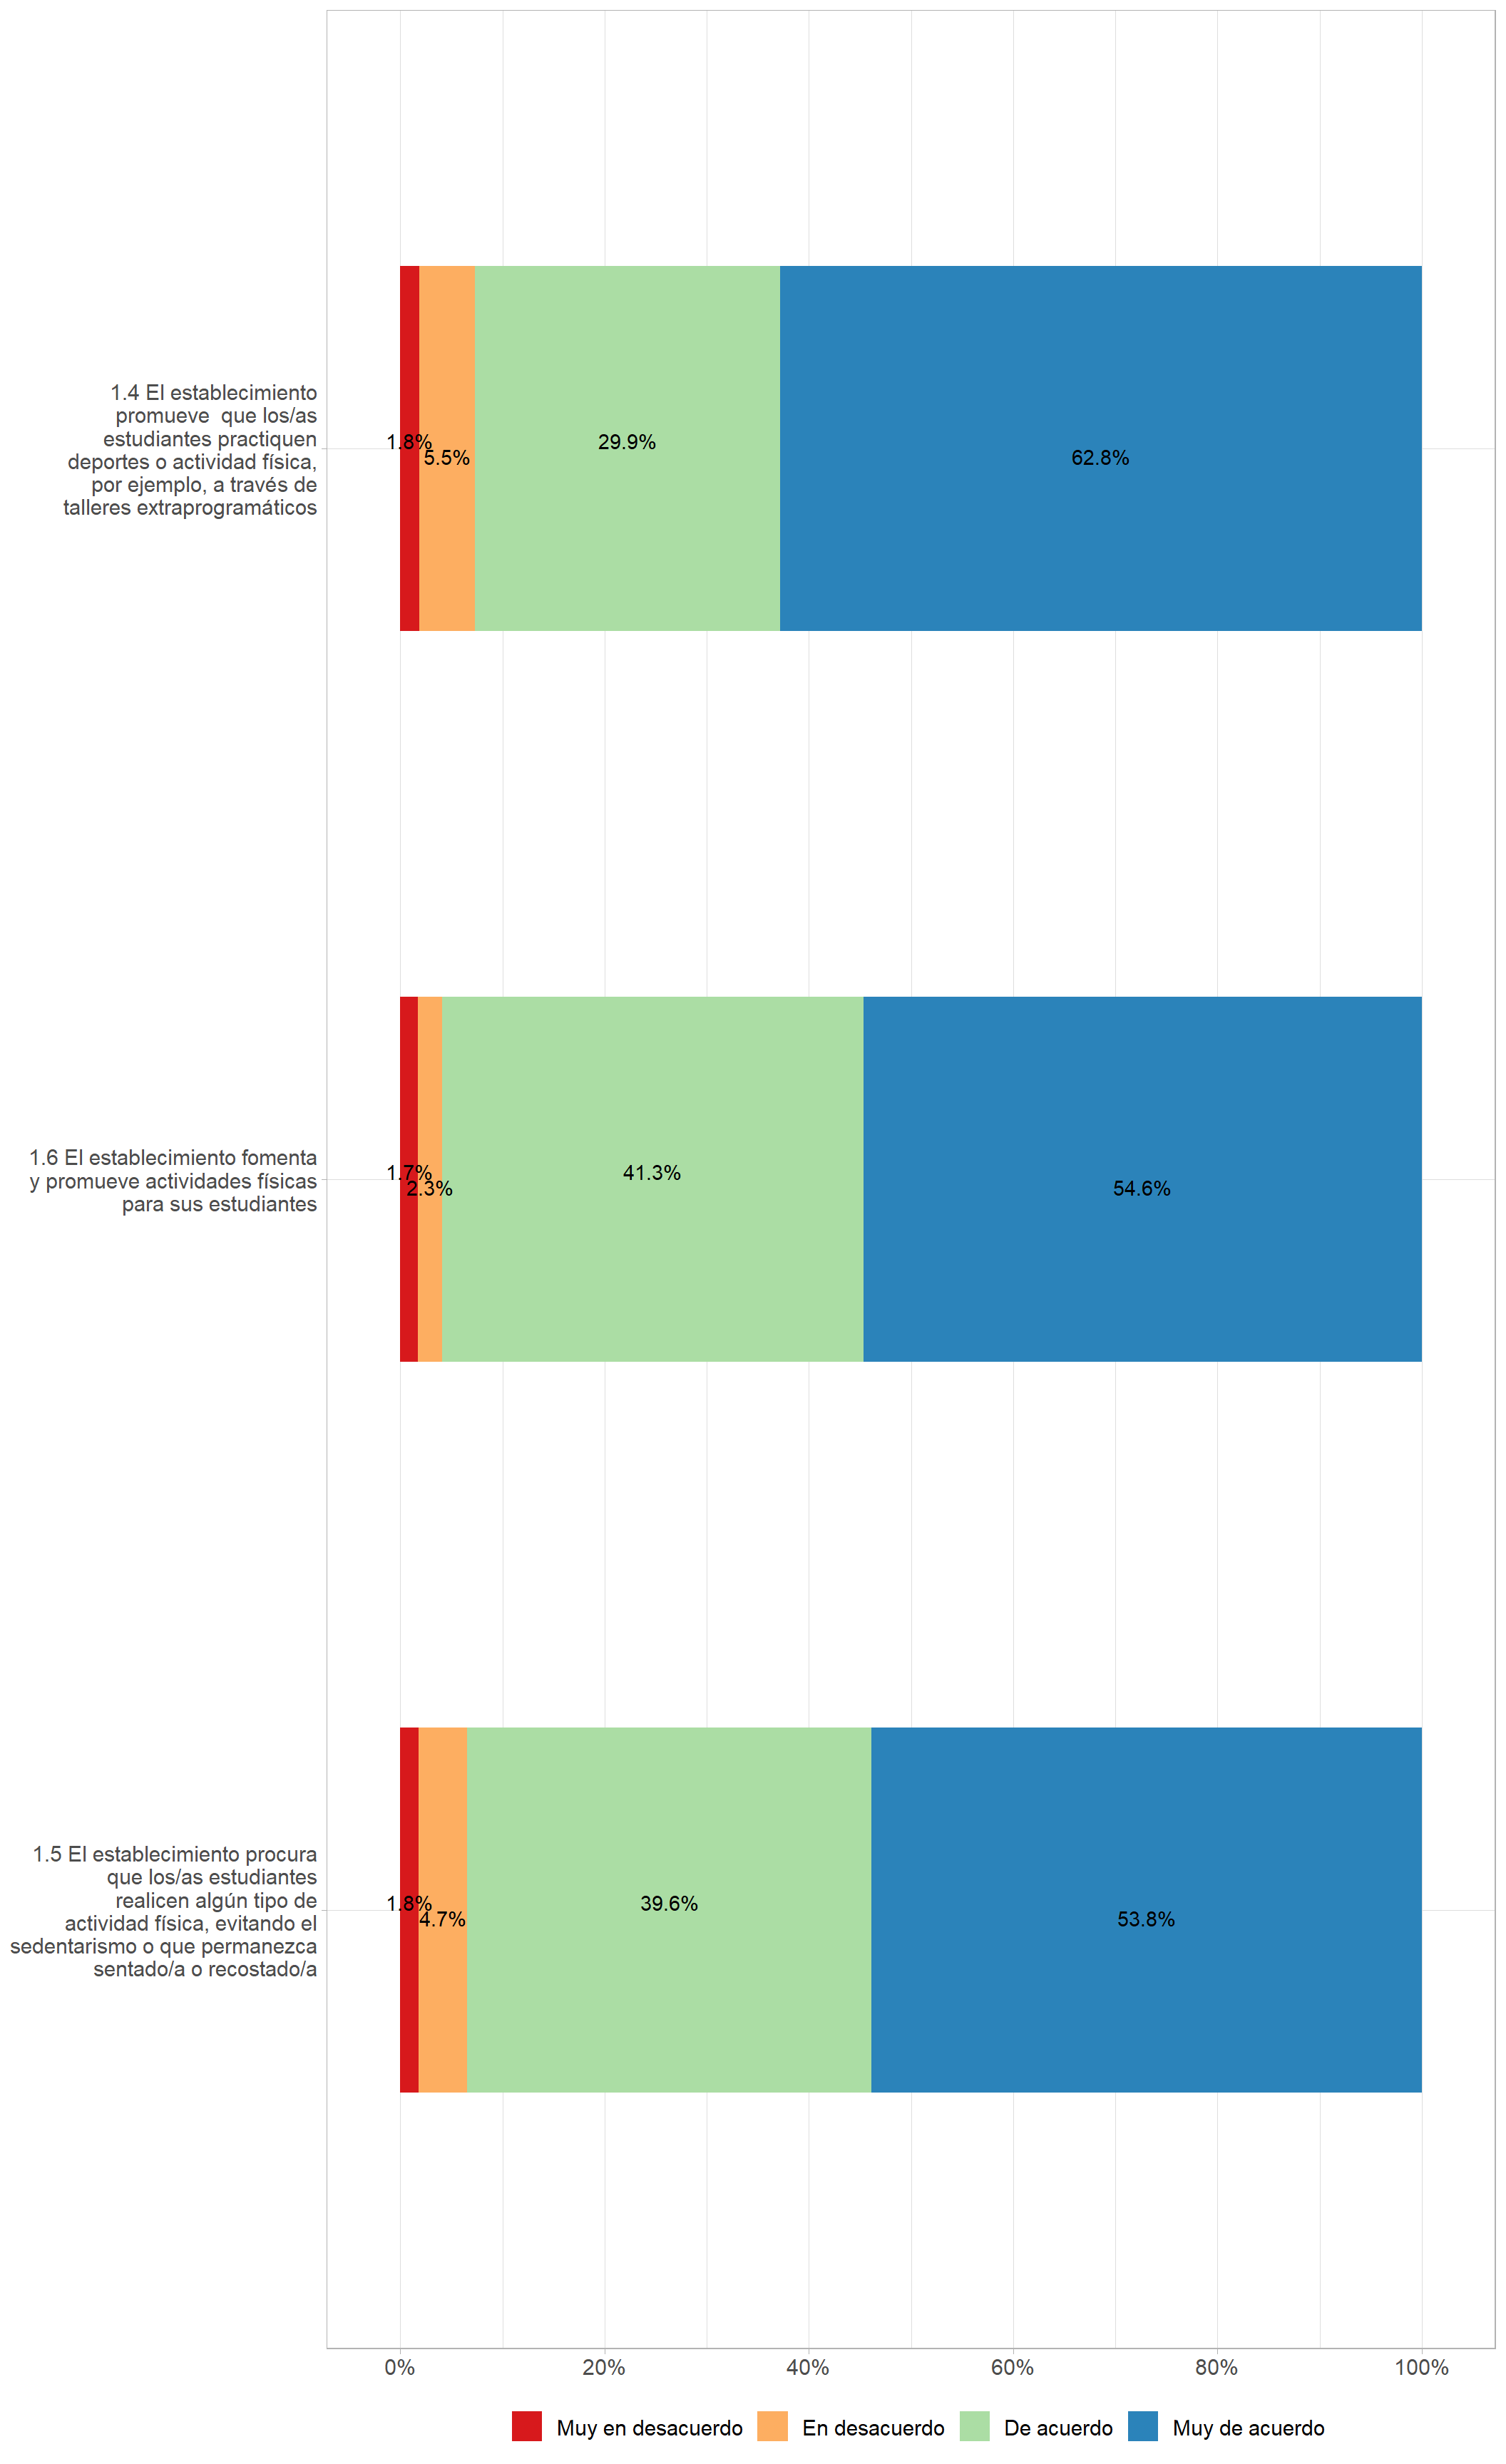 1.4 El establecimiento
promueve  que los/as
estudiantes practiquen
deportes o actividad física,
por ejemplo, a través de
talleres extraprogramáticos
1.8%
5.5%
29.9%
62.8%
1.6 El establecimiento fomenta
y promueve actividades físicas
para sus estudiantes
1.7%
2.3%
41.3%
54.6%
1.5 El establecimiento procura
que los/as estudiantes
realicen algún tipo de
actividad física, evitando el
sedentarismo o que permanezca
sentado/a o recostado/a
1.8%
4.7%
39.6%
53.8%
0% 20% 40% 60% 80% 100%
Muy en desacuerdo En desacuerdo De acuerdo Muy de acuerdo